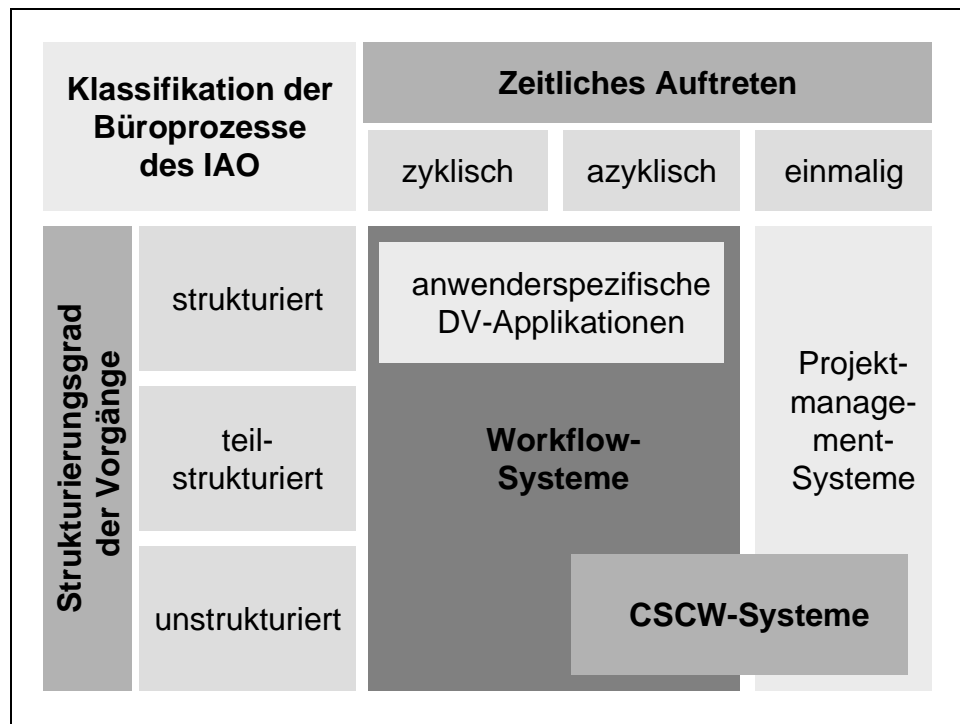 Klassifikation der
Büroprozesse
des IAO
Zeitliches Auftreten
zyklisch
azyklisch
einmalig
Strukturierungsgrad
der Vorgänge
strukturiert
anwenderspezifische
DV-Applikationen
teil-
strukturiert
Workflow-
Systeme
Projekt-
manage-
ment-
Systeme
unstrukturiert
CSCW-Systeme